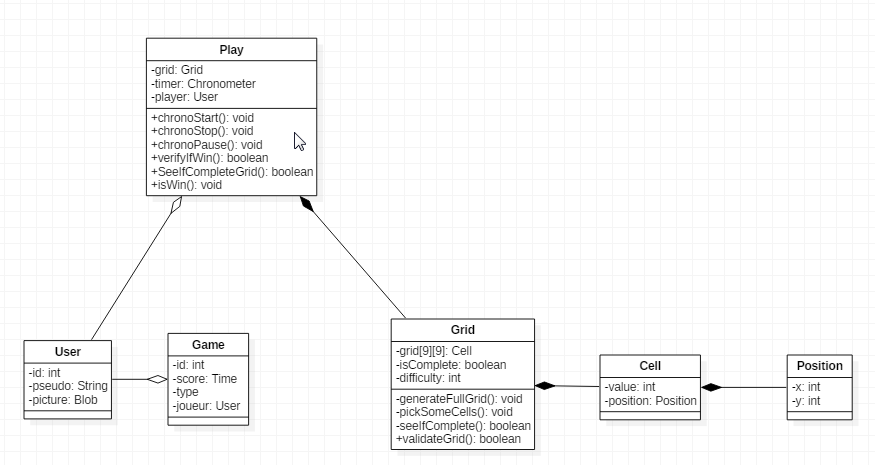 Play
-grid: Grid
-timer: Chronometer
-player: User
+chronoStart(): void
+chronoStop(): void
+chronoPause(): void
+verifyIfWin(): boolean
+SeeIfCompleteGrid(): boolean
+isWin(): void
User
-id: int
-pseudo: String
-picture: Blob
Game
-id: int
-score: Time
-type
-joueur: User
Grid
-grid[9][9]: Cell
-isComplete: boolean
-difficulty: int
-generateFullGrid(): void
-pickSomeCells(): void
-seeIfComplete(): boolean
+validateGrid(): boolean
Cell
-value: int
-position: Position
Position
-x: int
-y: int